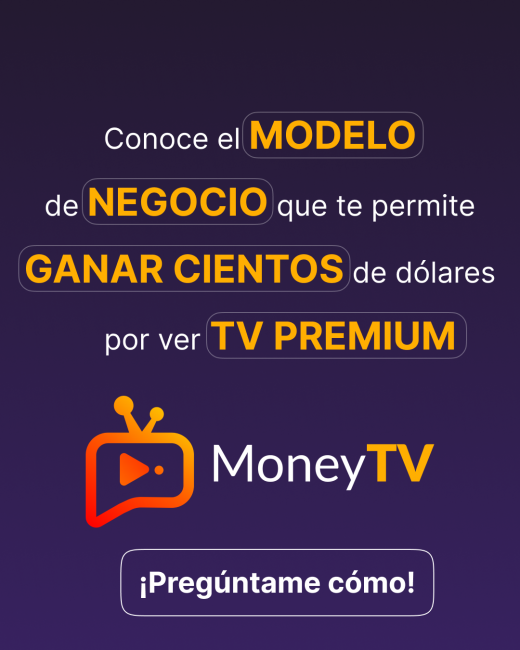 Conoce el MODELO
de NEGOCIO que te permite
GANAR CIENTOS de dólares
por ver TV PREMIUM
MoneyTV
¡Pregúntame cómo!